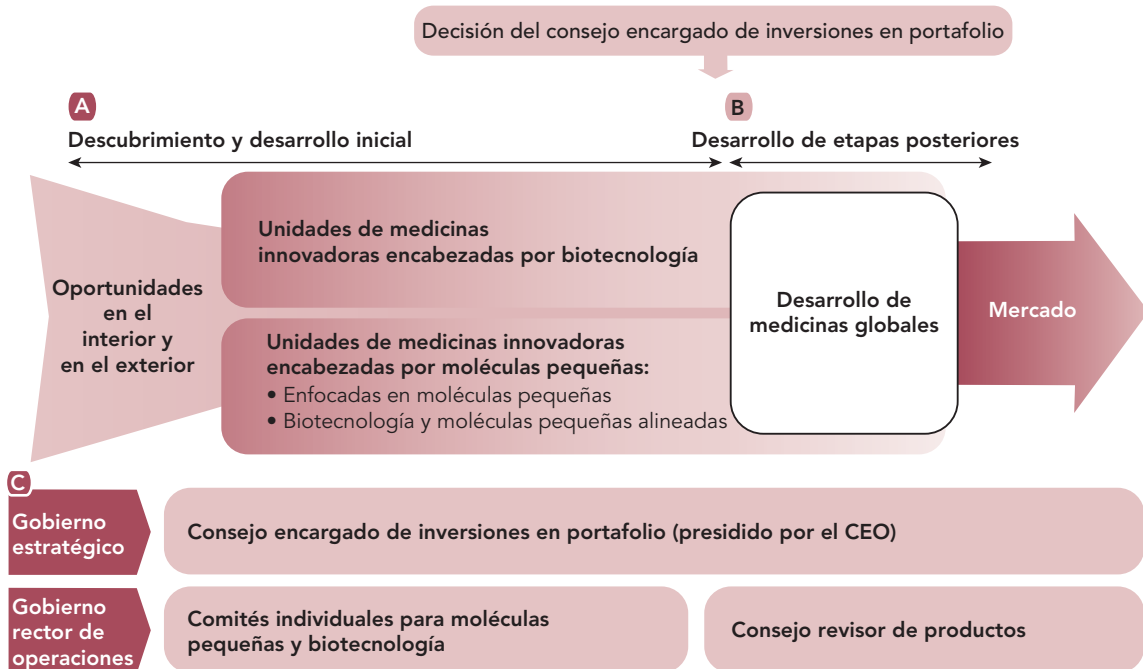 Decisión del consejo encargado de inversiones en portafolio
A
B
Descubrimiento y desarrollo inicial
Desarrollo de etapas posteriores
Oportunidades
en el
interior y
en el exterior
Unidades de medicinas
innovadoras encabezadas por biotecnología
Unidades de medicinas innovadoras
encabezadas por moléculas pequeñas:
• Enfocadas en moléculas pequeñas
• Biotecnología y moléculas pequeñas alineadas
Desarrollo de
medicinas globales
Mercado
C
Gobierno
estratégico
Consejo encargado de inversiones en portafolio (presidido por el CEO)
Gobierno
rector de
operaciones
Comités individuales para moléculas
pequeñas y biotecnología
Consejo revisor de productos